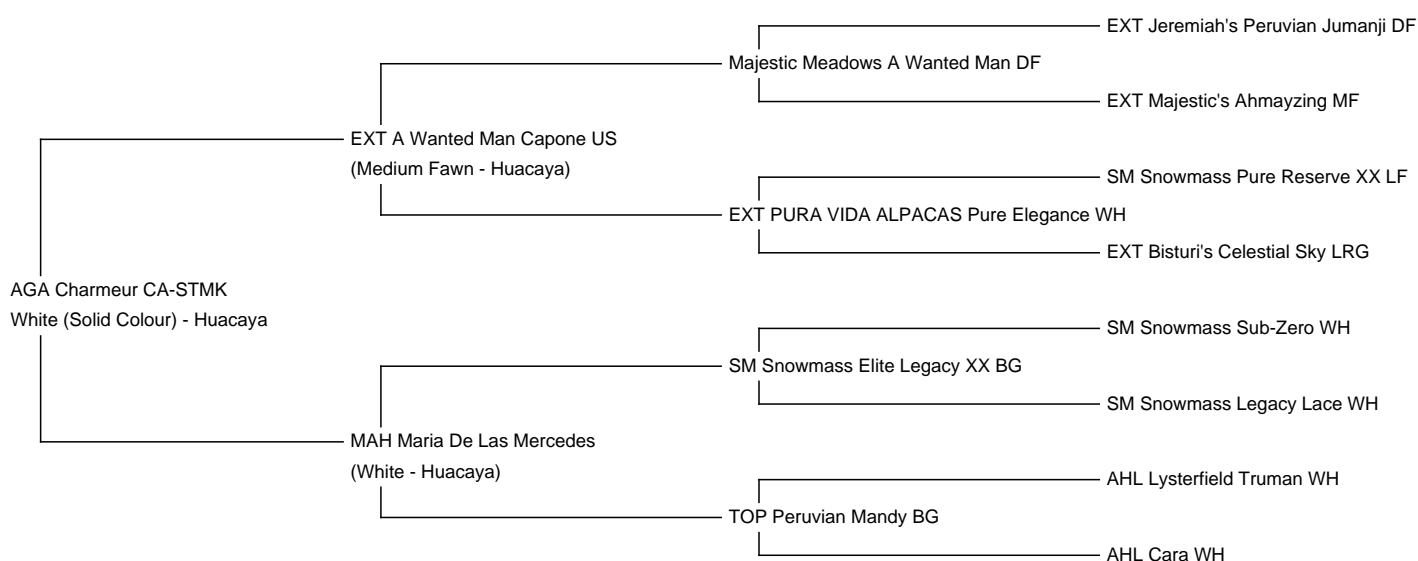 EXT Jeremiah's Peruvian Jumanji DF
Majestic Meadows A Wanted Man DF
EXT Majestic's Ahmayzing MF
EXT A Wanted Man Capone US
(Medium Fawn - Huacaya)
SM Snowmass Pure Reserve XX LF
EXT PURA VIDA ALPACAS Pure Elegance WH
EXT Bisturi's Celestial Sky LRG
AGA Charmeur CA-STMK
White (Solid Colour) - Huacaya
SM Snowmass Sub-Zero WH
SM Snowmass Elite Legacy XX BG
SM Snowmass Legacy Lace WH
MAH Maria De Las Mercedes
(White - Huacaya)
AHL Lysterfield Truman WH
TOP Peruvian Mandy BG
AHL Cara WH